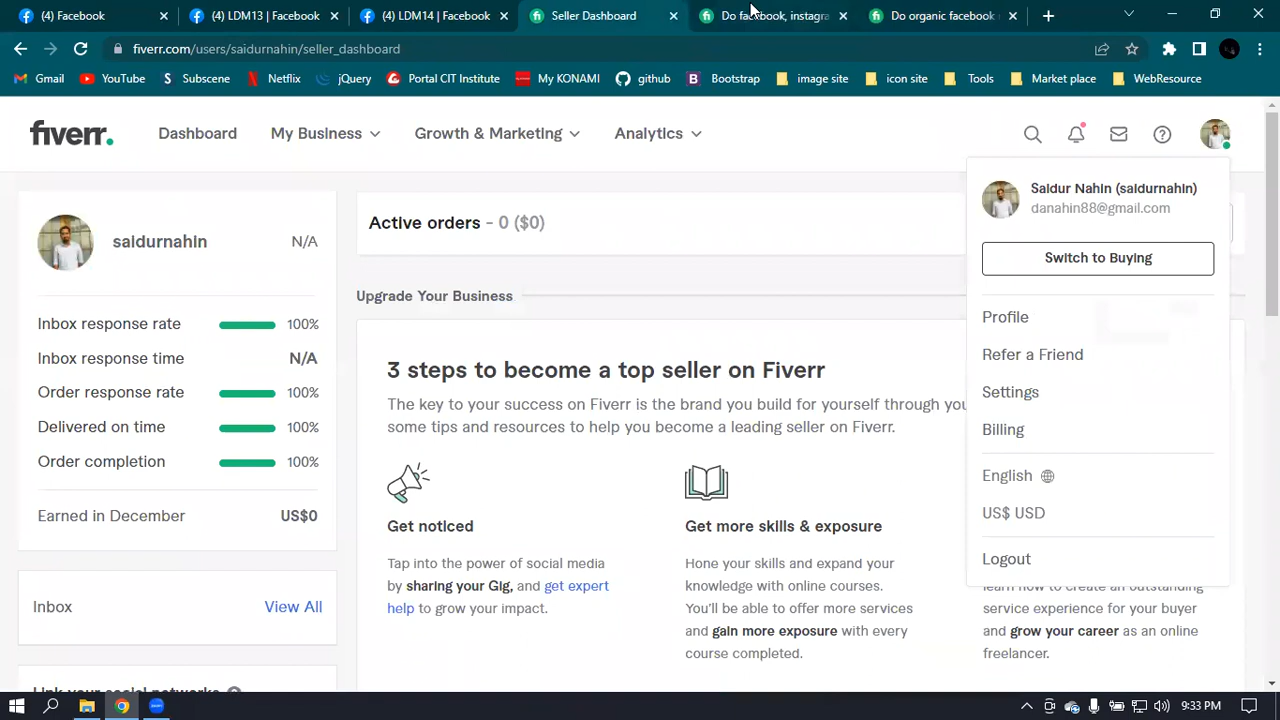 (4) Facebook
(4) LDM13 | Facebook
(4) LDM14 | Facebook
Seller Dashboard
Do facebook, instagra
Do organic facebook
fiverr.com/users/saidurnahin/seller_dashboard
Gmail YouTube Subscene Netflix jQuery Portal CIT Institute My KONAMI github Bootstrap image site icon site Tools Market place WebResource
fiverr. Dashboard My Business Growth & Marketing Analytics
saidurnahin N/A
Inbox response rate 100%
Inbox response time N/A
Order response rate 100%
Delivered on time 100%
Order completion 100%
Earned in December US$0
Inbox View All
Active orders - 0 ($0)
Upgrade Your Business
3 steps to become a top seller on Fiverr
The key to your success on Fiverr is the brand you build for yourself through you
some tips and resources to help you become a leading seller on Fiverr.
Get noticed
Tap into the power of social media
by sharing your Gig, and get expert
help to grow your impact.
Get more skills & exposure
Hone your skills and expand your
knowledge with online courses.
You'll be able to offer more services
and gain more exposure with every
course completed.
learn how to create an outstanding
service experience for your buyer
and grow your career as an online
freelancer.
Saidur Nahin (saidurnahin)
danahin88@gmail.com
Switch to Buying
Profile
Refer a Friend
Settings
Billing
English
US$ USD
Logout
9:33 PM